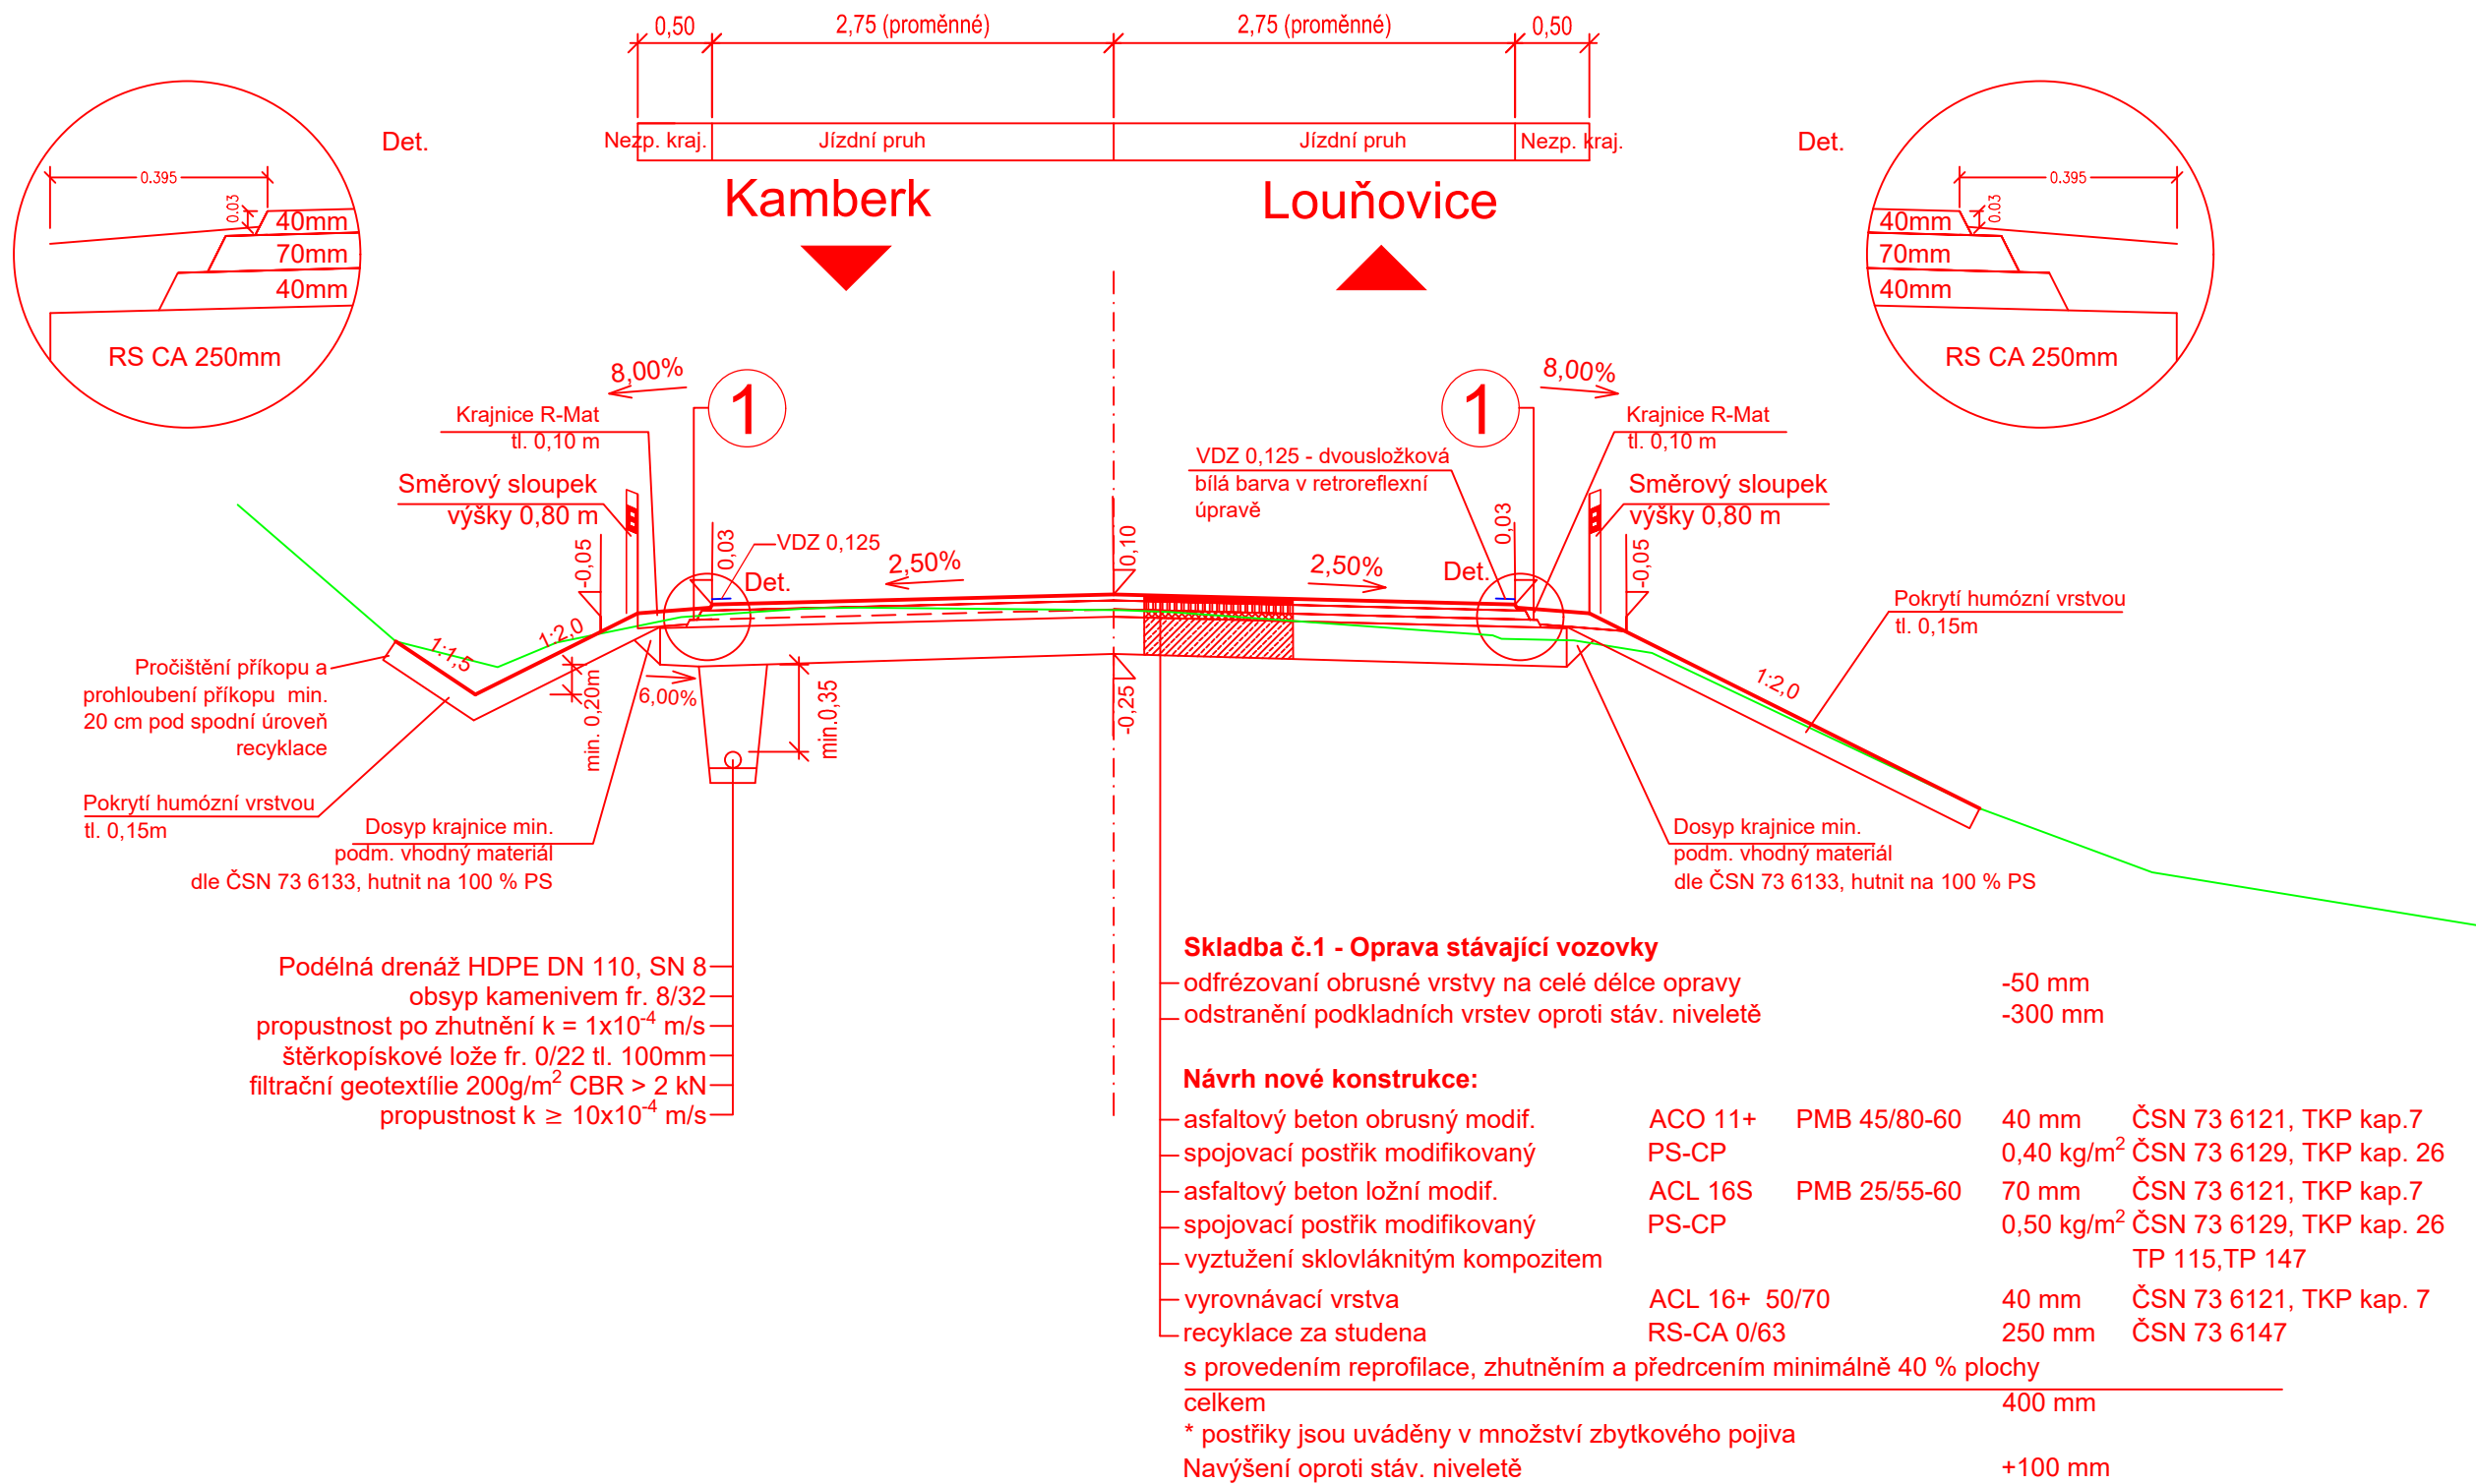 0,50 2,75 (proměnné) 2,75 (proměnné) 0,50
Nezp. kraj. Jízdní pruh Jízdní pruh Nezp. kraj.
Kamberk Louňovice
Det.
0.395
0.03
40mm
70mm
40mm
RS CA 250mm
Det.
0.395
0.03
40mm
70mm
40mm
RS CA 250mm
8,00%
1
Krajnice R-Mat
tl. 0,10 m
Směrový sloupek
výšky 0,80 m
-0,05
0,03
VDZ 0,125
Det.
2,50%
0,10
2,50%
VDZ 0,125 - dvousložková
bílá barva v retroreflexní
úpravě
Det.
0,03
1
8,00%
Krajnice R-Mat
tl. 0,10 m
Směrový sloupek
výšky 0,80 m
-0,05
Pokrytí humózní vrstvou
tl. 0,15m
1:2,0
1:1,5
1:2,0
Pročištění příkopu a
prohloubení příkopu min.
20 cm pod spodní úroveň
recyklace
min. 0,20m
6,00%
min.0,35
-0,25
Pokrytí humózní vrstvou
tl. 0,15m
Dosyp krajnice min.
podm. vhodný materiál
dle ČSN 73 6133, hutnit na 100 % PS
Dosyp krajnice min.
podm. vhodný materiál
dle ČSN 73 6133, hutnit na 100 % PS
Podélná drenáž HDPE DN 110, SN 8
obsyp kamenivem fr. 8/32
propustnost po zhutnění k = 1x10-4 m/s
štěrkopískové lože fr. 0/22 tl. 100mm
filtrační geotextílie 200g/m2 CBR > 2 kN
propustnost k ≥ 10x10-4 m/s
Skladba č.1 - Oprava stávající vozovky
odfrézovaní obrusné vrstvy na celé délce opravy -50 mm
odstranění podkladních vrstev oproti stáv. niveletě -300 mm
Návrh nové konstrukce:
asfaltový beton obrusný modif. ACO 11+ PMB 45/80-60 40 mm ČSN 73 6121, TKP kap.7
spojovací postřik modifikovaný PS-CP 0,40 kg/m2 ČSN 73 6129, TKP kap. 26
asfaltový beton ložní modif. ACL 16S PMB 25/55-60 70 mm ČSN 73 6121, TKP kap.7
spojovací postřik modifikovaný PS-CP 0,50 kg/m2 ČSN 73 6129, TKP kap. 26
vyztužení sklovláknitým kompozitem TP 115,TP 147
vyrovnávací vrstva ACL 16+ 50/70 40 mm ČSN 73 6121, TKP kap. 7
recyklace za studena RS-CA 0/63 250 mm ČSN 73 6147
s provedením reprofilace, zhutněním a předrcením minimálně 40 % plochy
celkem 400 mm
* postřiky jsou uváděny v množství zbytkového pojiva
Navýšení oproti stáv. niveletě +100 mm